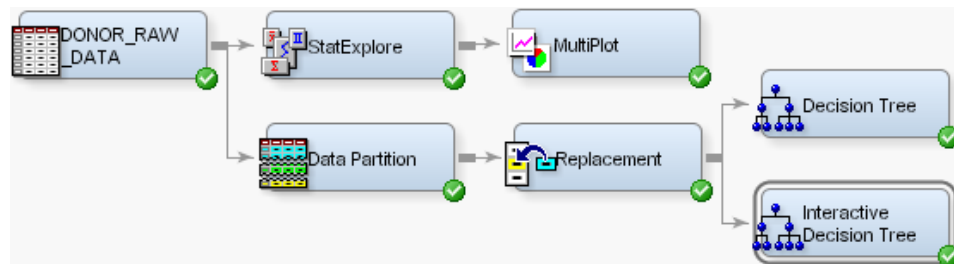 DONOR_RAW
_DATA
StatExplore
MultiPlot
Decision Tree
Data Partition
Replacement
Interactive
Decision Tree